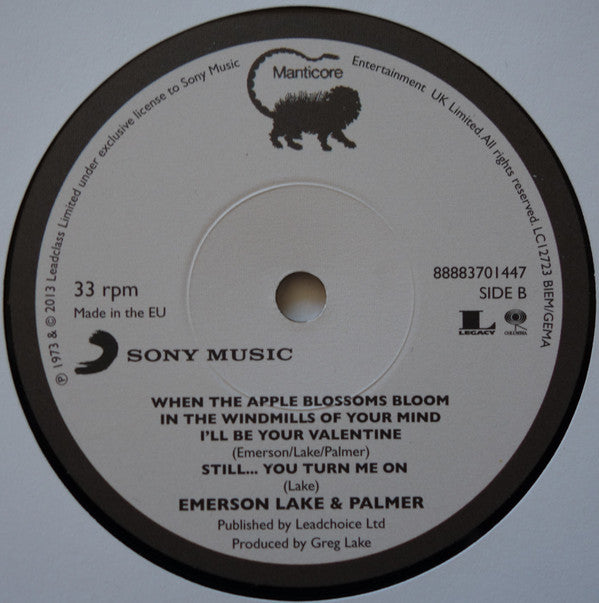 Manticore
℗ 1973 & © 2013 Leadclass Limited under exclusive license to Sony Music Entertainment UK Limited. All rights reserved. LC12723 BIEM/GEMA
33 rpm
Made in the EU
88883701447
SIDE B
L
LEGACY
COLUMBIA
SONY MUSIC
WHEN THE APPLE BLOSSOMS BLOOM
IN THE WINDMILLS OF YOUR MIND
I'LL BE YOUR VALENTINE
(Emerson/Lake/Palmer)
STILL... YOU TURN ME ON
(Lake)
EMERSON LAKE & PALMER
Published by Leadchoice Ltd
Produced by Greg Lake